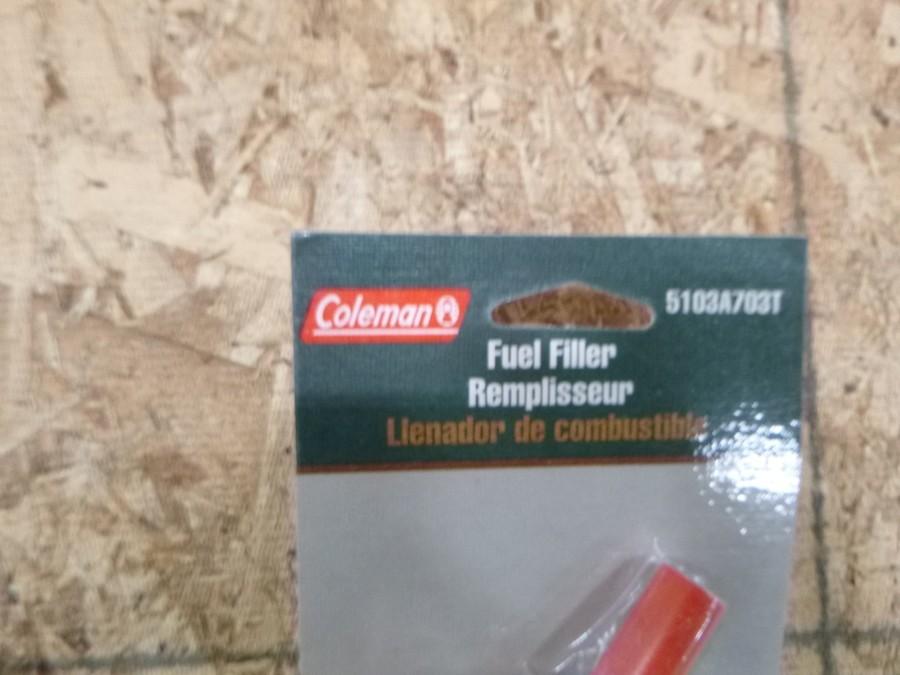 Coleman
5103A703T
Fuel Filler
Remplisseur
Llenador de combustible